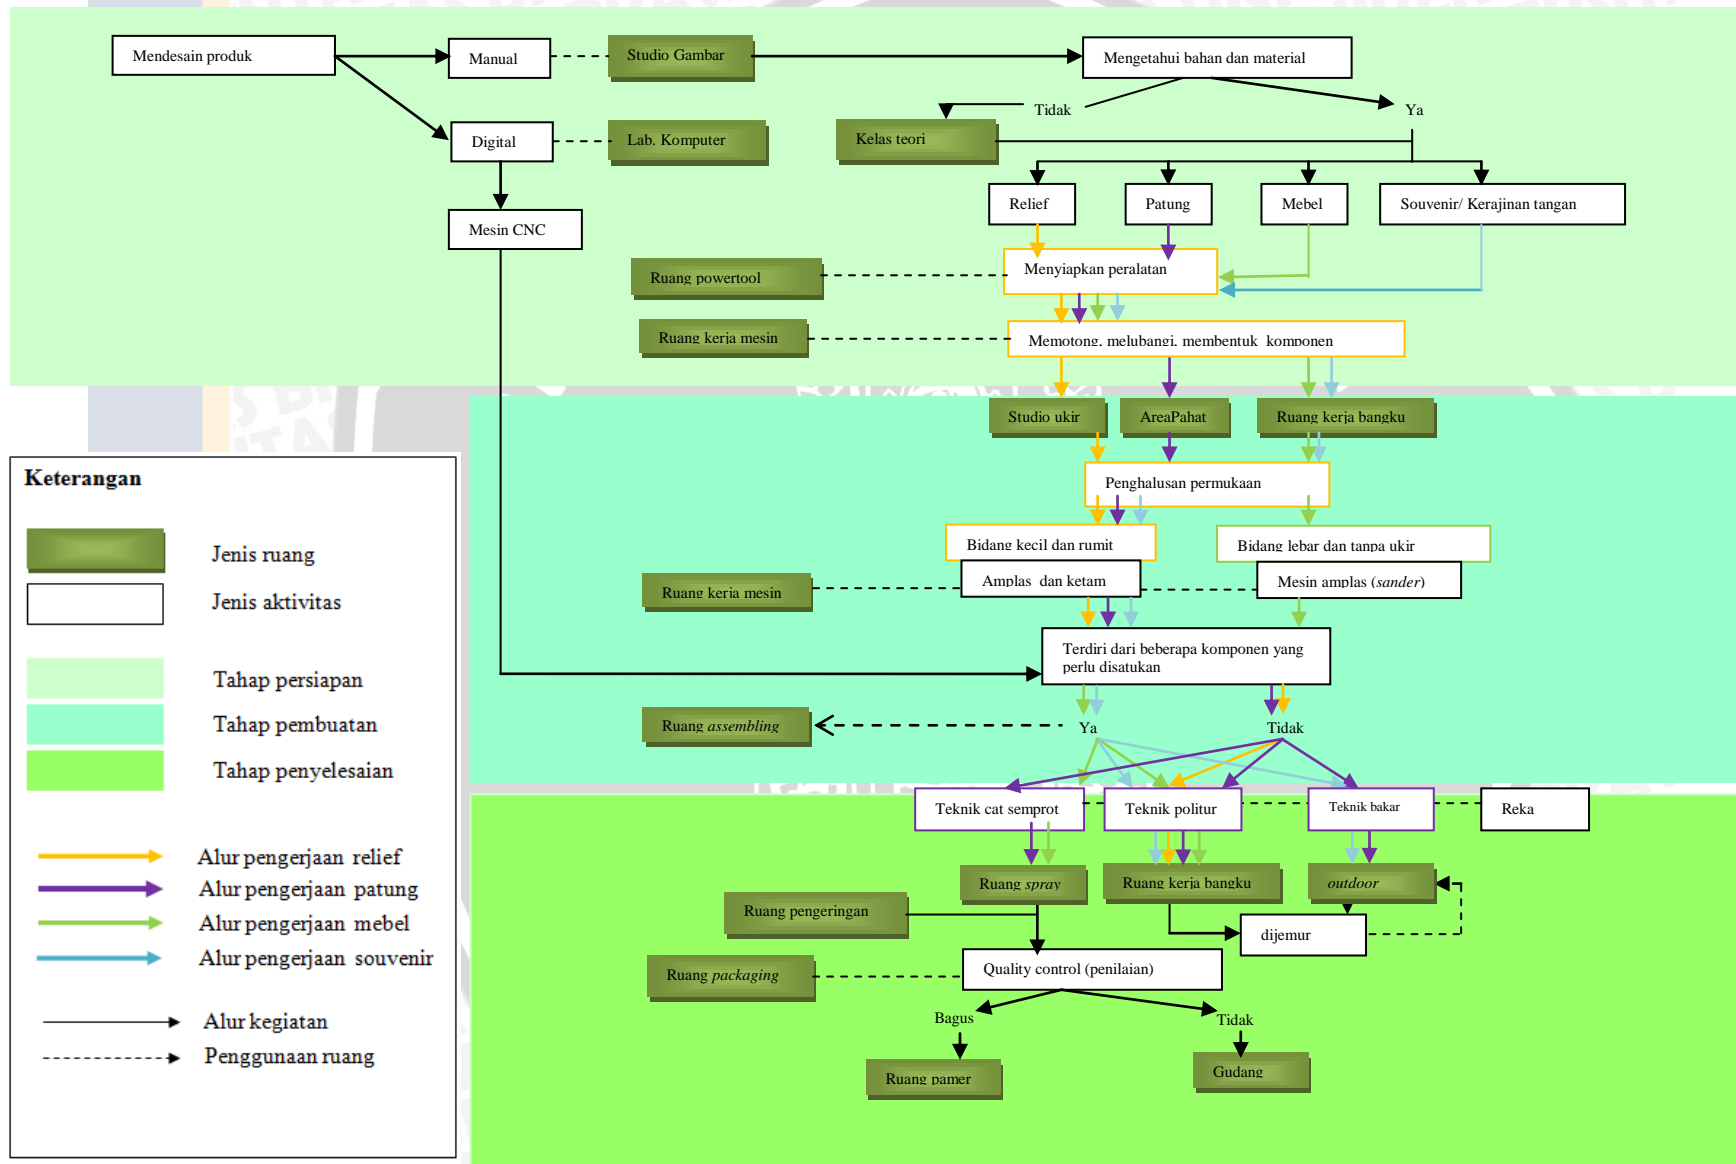 Mendesain produk
Manual
Studio Gambar
Mengetahui bahan dan material
Tidak
Ya
Digital
Lab. Komputer
Kelas teori
Relief
Patung
Mebel
Souvenir/ Kerajinan tangan
Mesin CNC
Menyiapkan peralatan
Ruang powertool
Ruang kerja mesin
Memotong, melubangi, membentuk komponen
Studio ukir
AreaPahat
Ruang kerja bangku
Penghalusan permukaan
Bidang kecil dan rumit
Bidang lebar dan tanpa ukir
Amplas dan ketam
Mesin amplas (sander)
Ruang kerja mesin
Terdiri dari beberapa komponen yang
perlu disatukan
Ruang assembling
Ya
Tidak
Teknik cat semprot
Teknik politur
Teknik bakar
Reka
Ruang spray
Ruang kerja bangku
outdoor
Ruang pengeringan
dijemur
Ruang packaging
Quality control (penilaian)
Bagus
Tidak
Ruang pamer
Gudang
Keterangan
Jenis ruang
Jenis aktivitas
Tahap persiapan
Tahap pembuatan
Tahap penyelesaian
Alur pengerjaan relief
Alur pengerjaan patung
Alur pengerjaan mebel
Alur pengerjaan souvenir
Alur kegiatan
Penggunaan ruang